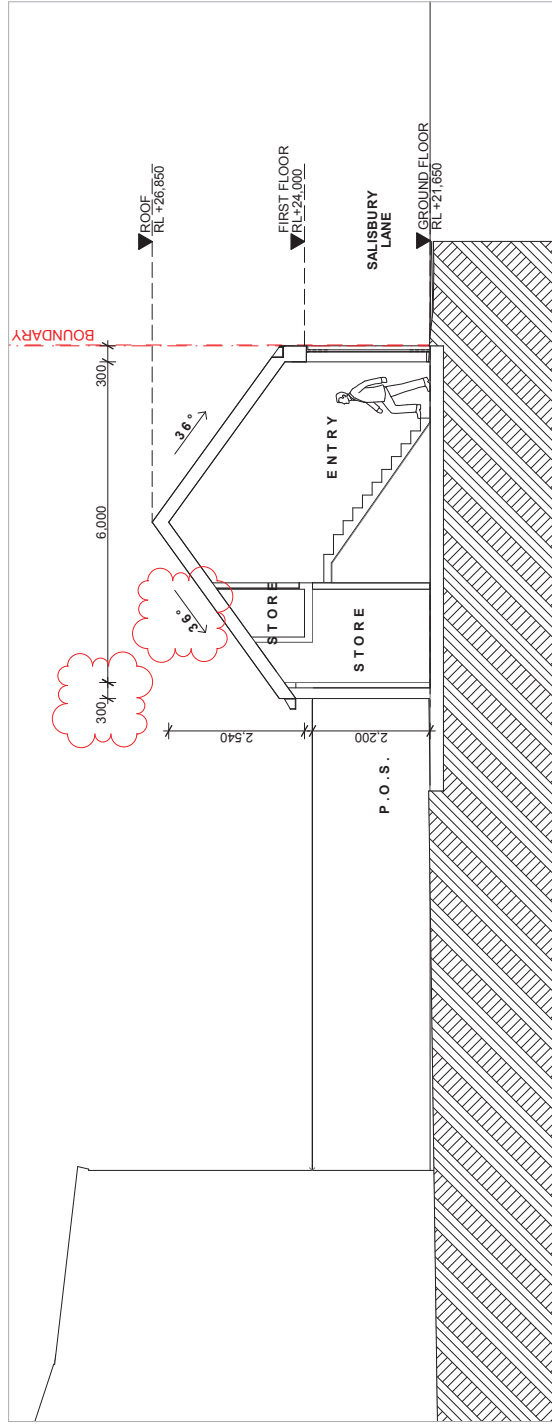 BOUNDARY
300
6,000
300
ROOF
RL +26,850
36°
36°
FIRST FLOOR
RL+24,000
STORE
ENTRY
SALISBURY
LANE
2,540
STORE
2,200
P.O.S.
GROUND FLOOR
RL +21,650